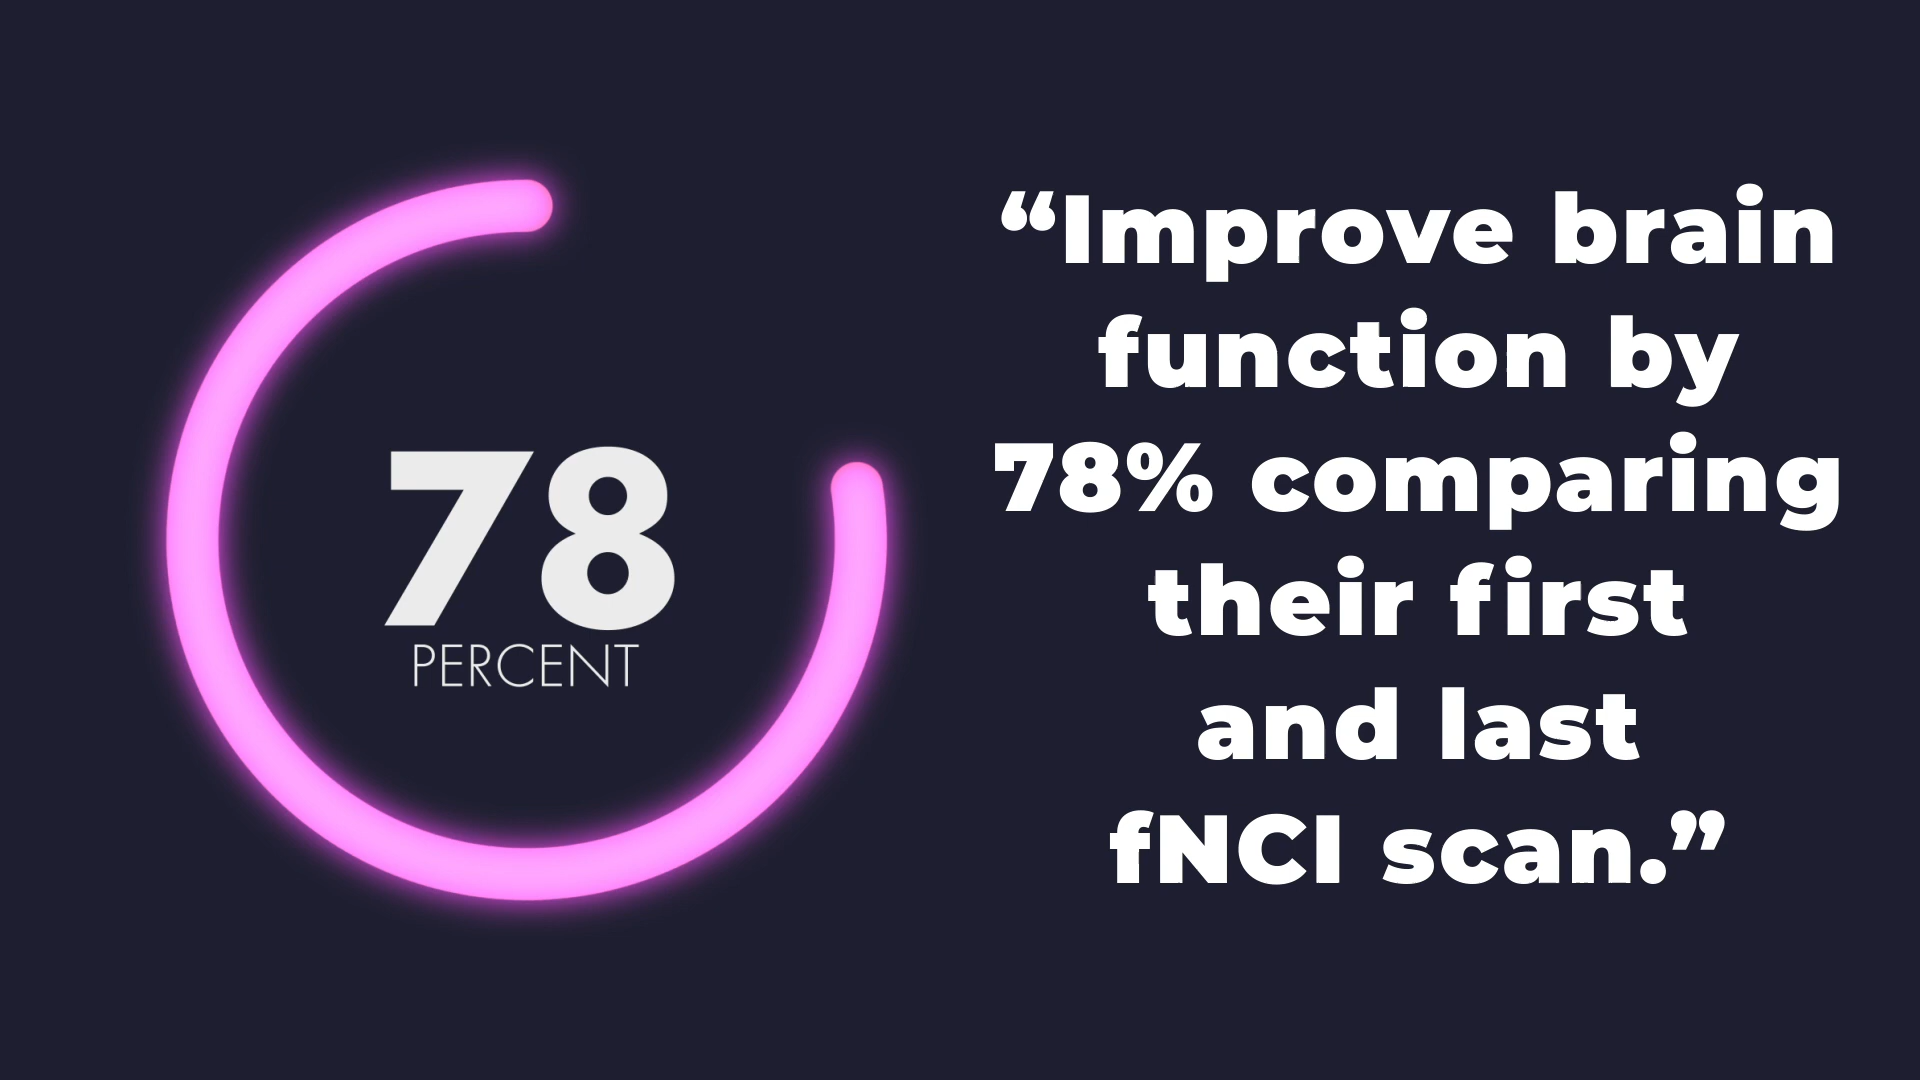 78
PERCENT
“Improve brain
function by
78% comparing
their first
and last
fNCI scan.”